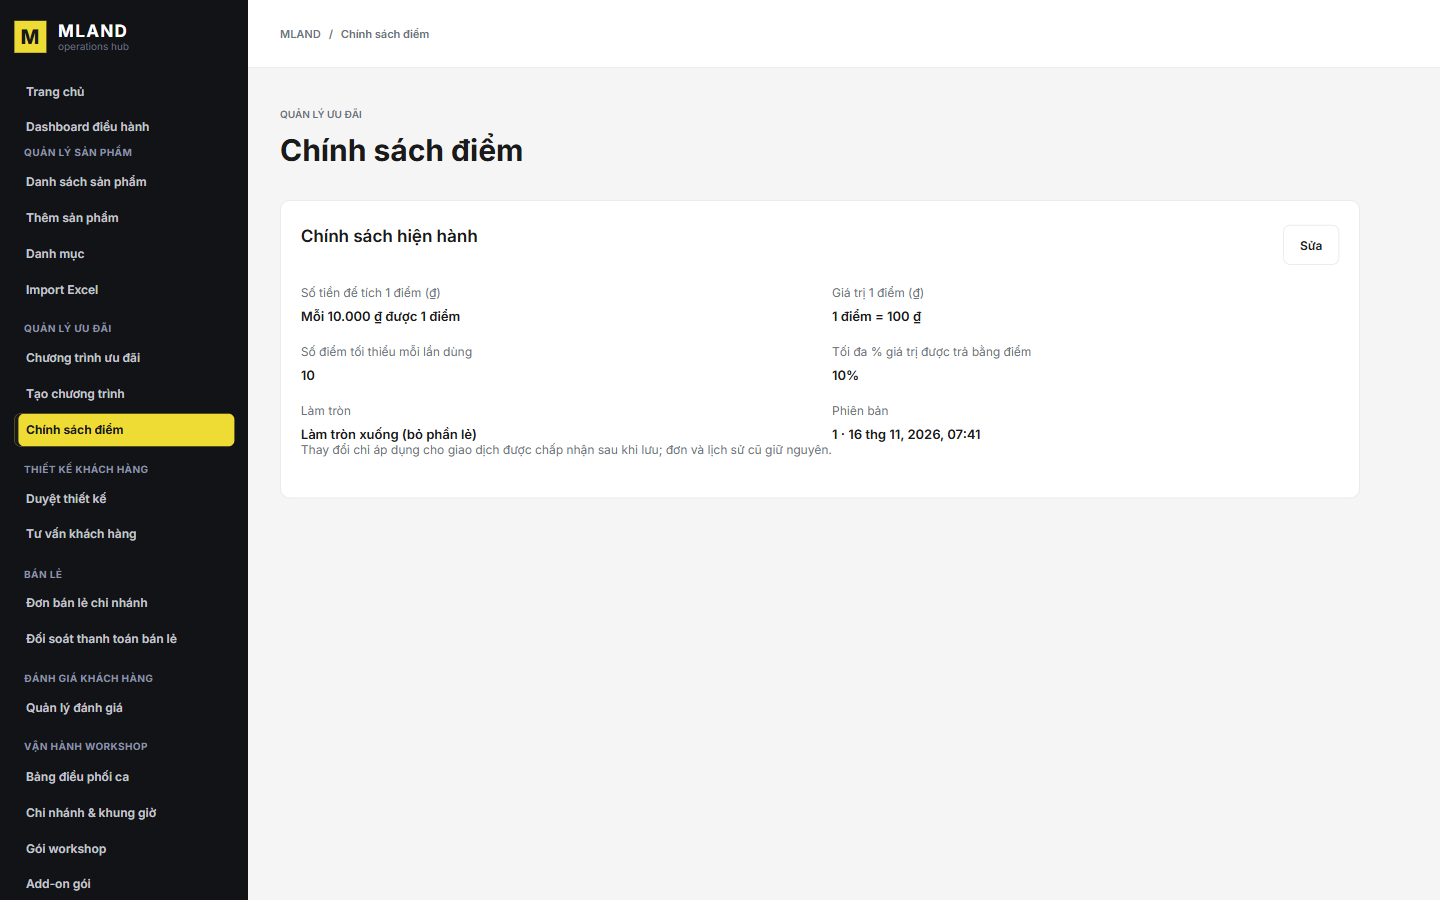 M
MLAND
operations hub
Trang chủ
Dashboard điều hành
QUẢN LÝ SẢN PHẨM
Danh sách sản phẩm
Thêm sản phẩm
Danh mục
Import Excel
QUẢN LÝ ƯU ĐÃI
Chương trình ưu đãi
Tạo chương trình
Chính sách điểm
THIẾT KẾ KHÁCH HÀNG
Duyệt thiết kế
Tư vấn khách hàng
BÁN LẺ
Đơn bán lẻ chi nhánh
Đối soát thanh toán bán lẻ
ĐÁNH GIÁ KHÁCH HÀNG
Quản lý đánh giá
VẬN HÀNH WORKSHOP
Bảng điều phối ca
Chi nhánh & khung giờ
Gói workshop
Add-on gói
MLAND / Chính sách điểm
QUẢN LÝ ƯU ĐÃI
Chính sách điểm
Chính sách hiện hành
Sửa
Số tiền để tích 1 điểm (₫)
Mỗi 10.000 ₫ được 1 điểm
Giá trị 1 điểm (₫)
1 điểm = 100 ₫
Số điểm tối thiểu mỗi lần dùng
10
Tối đa % giá trị được trả bằng điểm
10%
Làm tròn
Làm tròn xuống (bỏ phần lẻ)
Phiên bản
1 · 16 thg 11, 2026, 07:41
Thay đổi chỉ áp dụng cho giao dịch được chấp nhận sau khi lưu; đơn và lịch sử cũ giữ nguyên.